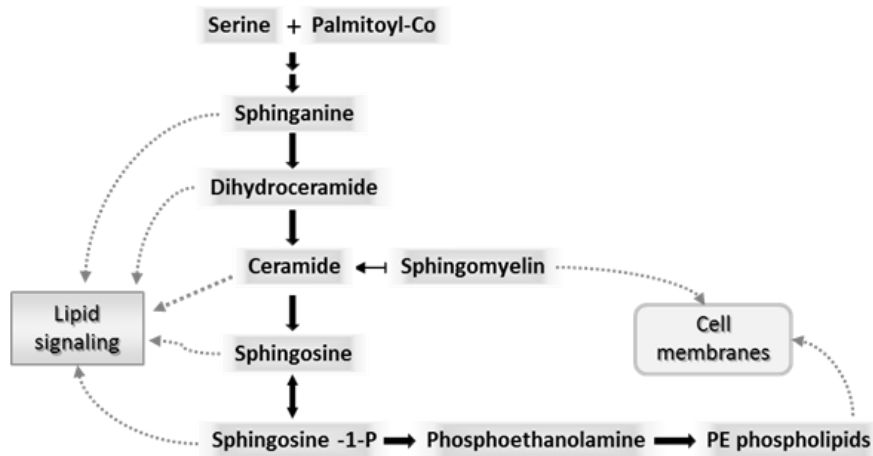 Serine + Palmitoyl-Co
Sphinganine
Dihydroceramide
Ceramide
Sphingomyelin
Lipid
signaling
Cell
membranes
Sphingosine
Sphingosine -1-P
Phosphoethanolamine
PE phospholipids